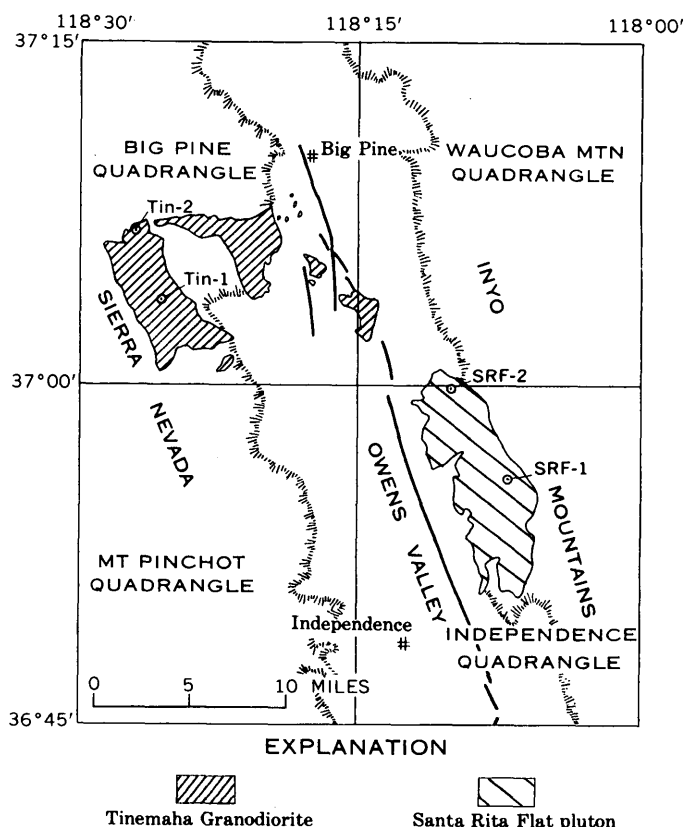 118°30′ 118°15′ 118°00′
37°15′
BIG PINE
QUADRANGLE
# Big Pine
WAUCOBA MTN
QUADRANGLE
Tin-2
Tin-1
SIERRA
NEVADA
INYO
MOUNTAINS
37°00′
SRF-2
SRF-1
OWENS
VALLEY
MT PINCHOT
QUADRANGLE
Independence
#
INDEPENDENCE
QUADRANGLE
0 5 10 MILES
36°45′
EXPLANATION
Tinemaha Granodiorite
Santa Rita Flat pluton